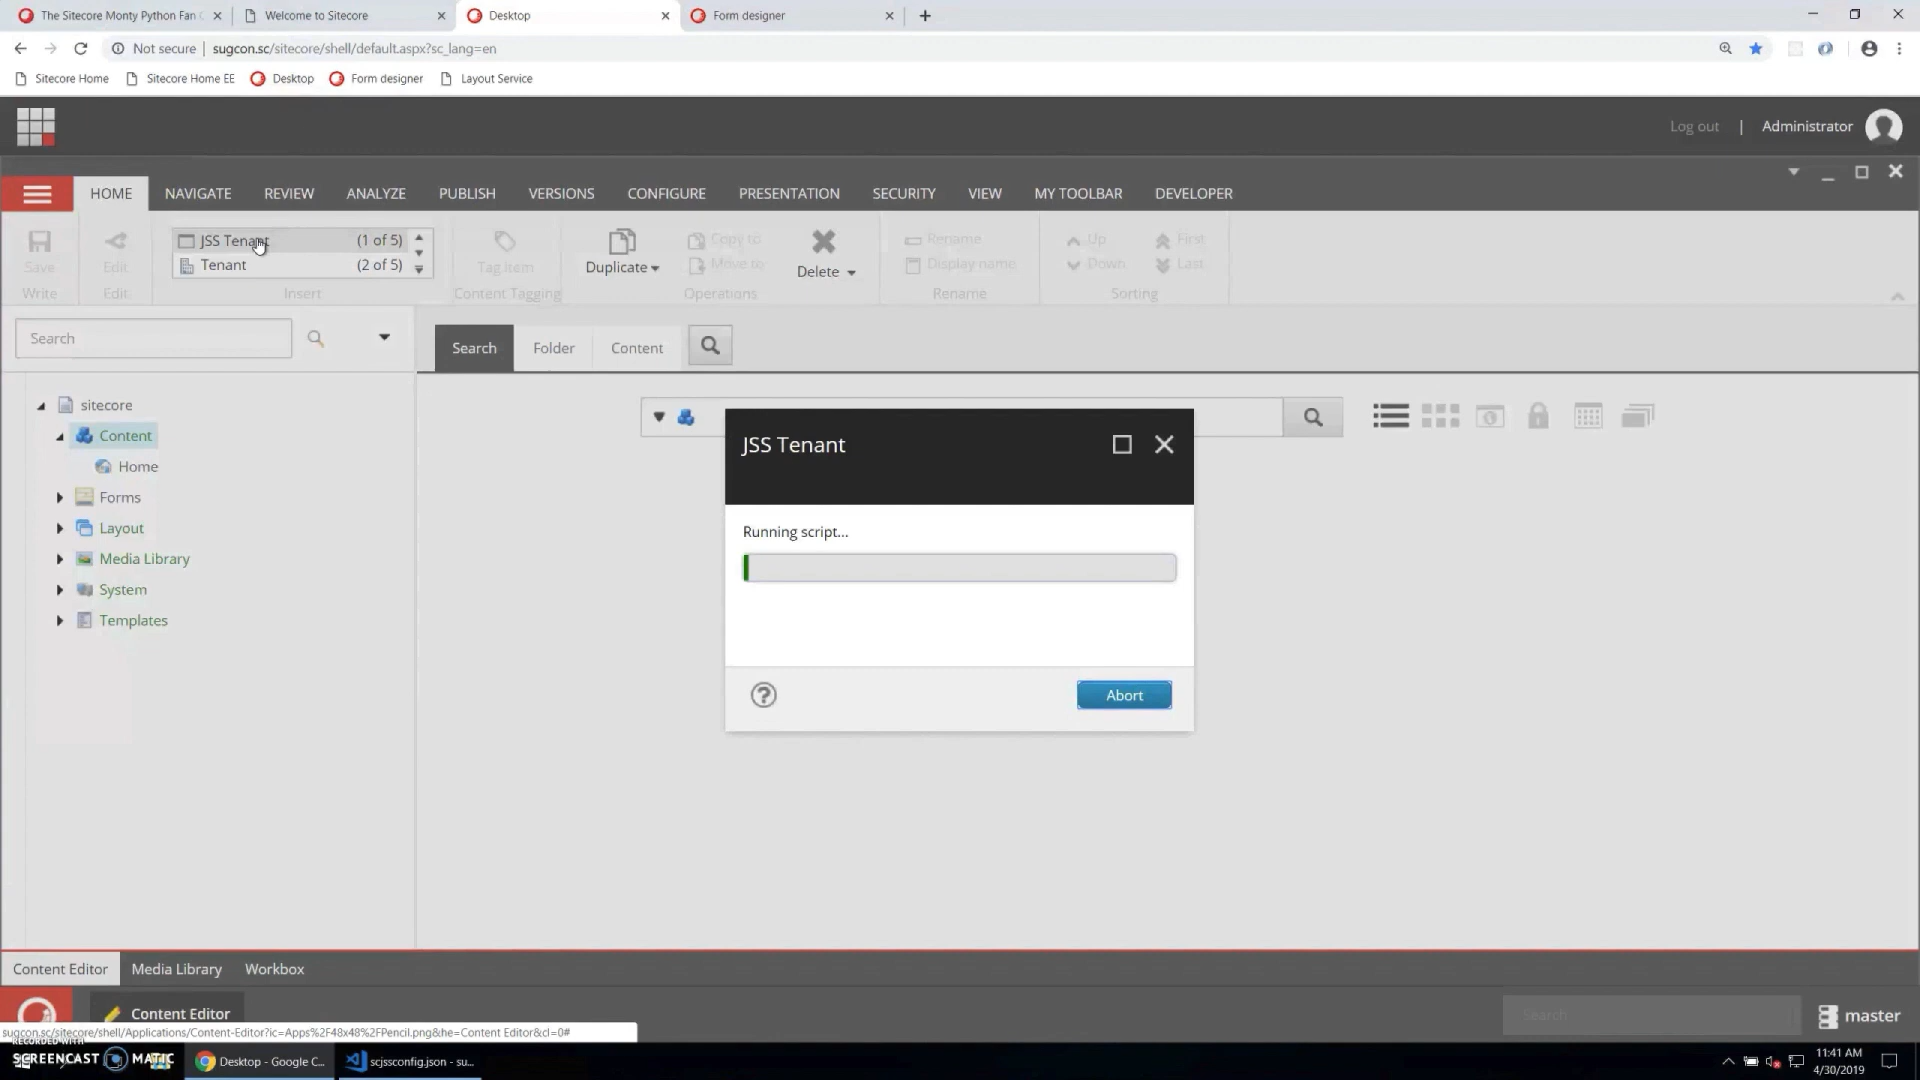 The Sitecore Monty Python Fan
Welcome to Sitecore
Desktop
Form designer
Not secure | sugcon.sc/sitecore/shell/default.aspx?sc_lang=en
Sitecore Home
Sitecore Home EE
Desktop
Form designer
Layout Service
Log out | Administrator
HOME NAVIGATE REVIEW ANALYZE PUBLISH VERSIONS CONFIGURE PRESENTATION SECURITY VIEW MY TOOLBAR DEVELOPER
JSS Tenant (1 of 5)
Tenant (2 of 5)
Save
Edit
Tag item
Duplicate
Copy to
Move to
Delete
Rename
Display name
Up
Down
First
Last
Write
Edit
Insert
Content Tagging
Operations
Rename
Sorting
Search
Search
Folder
Content
sitecore
Content
Home
Forms
Layout
Media Library
System
Templates
JSS Tenant
Running script...
Abort
Content Editor
Media Library
Workbox
Content Editor
Search
master
sugcon.sc/sitecore/shell/Applications/Content-Editor?ic=Apps%2F48x48%2FPencil.png&he=Content Editor&cl=0#
RECORDED WITH
SCREENCAST MATIC
Desktop - Google C...
scjssconfig.json - su...
11:41 AM
4/30/2019